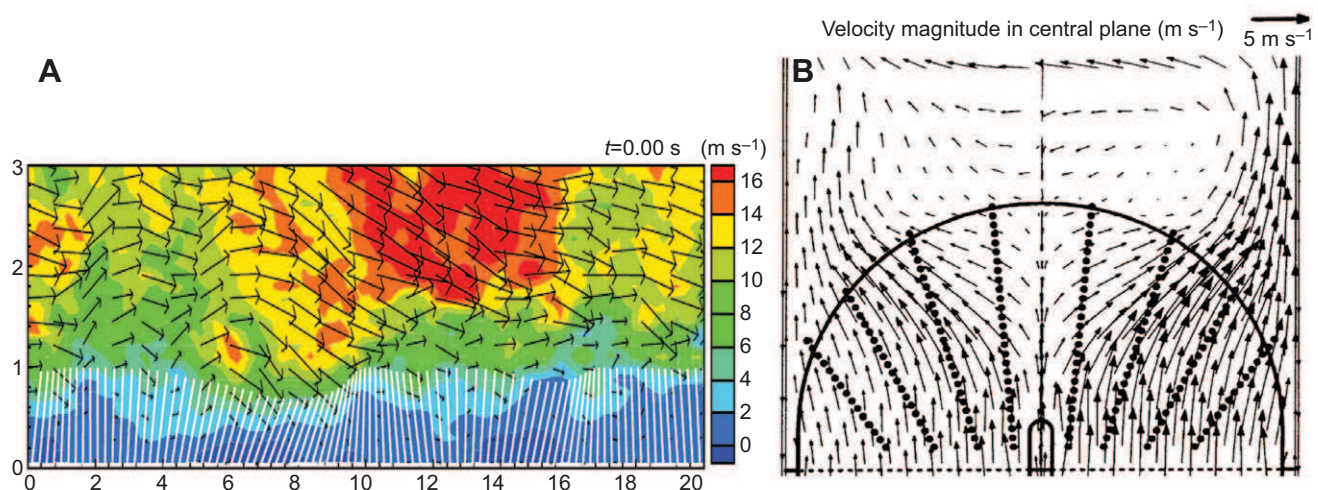 Velocity magnitude in central plane (m s⁻¹)
5 m s⁻¹
A
B
t=0.00 s (m s⁻¹)
3
2
1
0
0 2 4 6 8 10 12 14 16 18 20
16
14
12
10
8
6
4
2
0